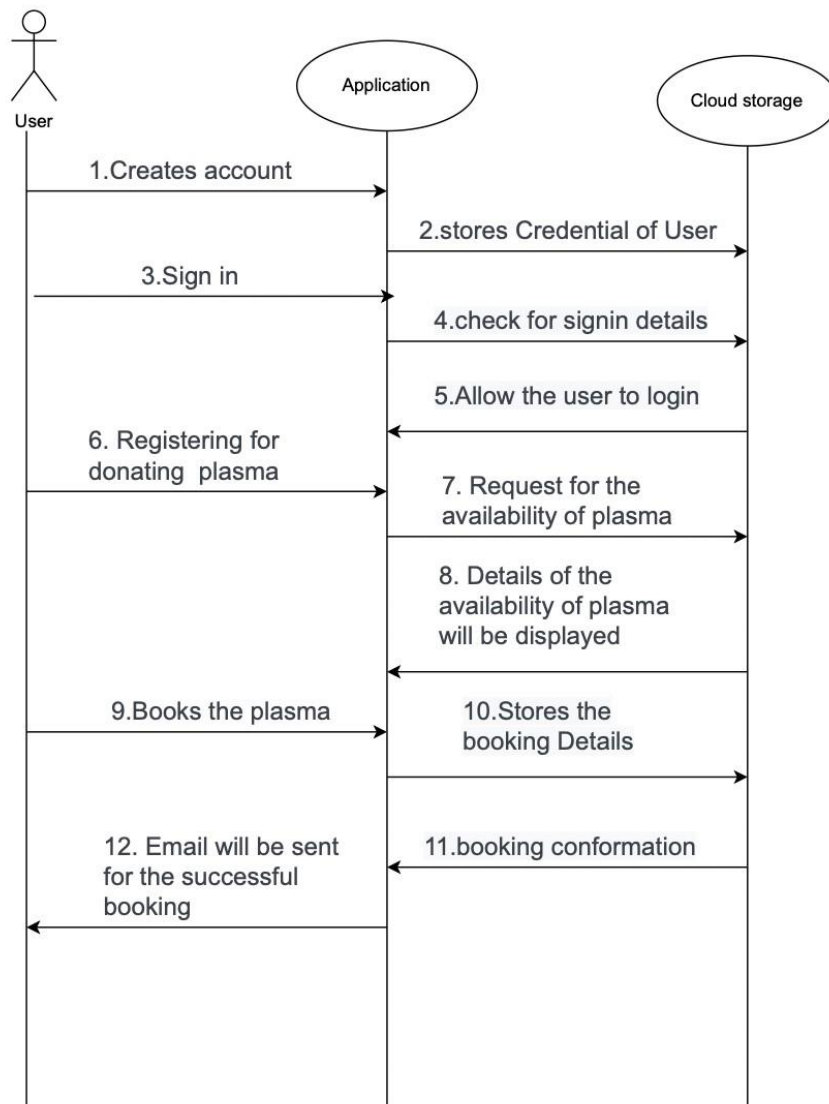 User
Application
Cloud storage
1.Creates account
2.stores Credential of User
3.Sign in
4.check for signin details
5.Allow the user to login
6. Registering for
donating plasma
7. Request for the
availability of plasma
8. Details of the
availability of plasma
will be displayed
9.Books the plasma
10.Stores the
booking Details
11.booking conformation
12. Email will be sent
for the successful
booking